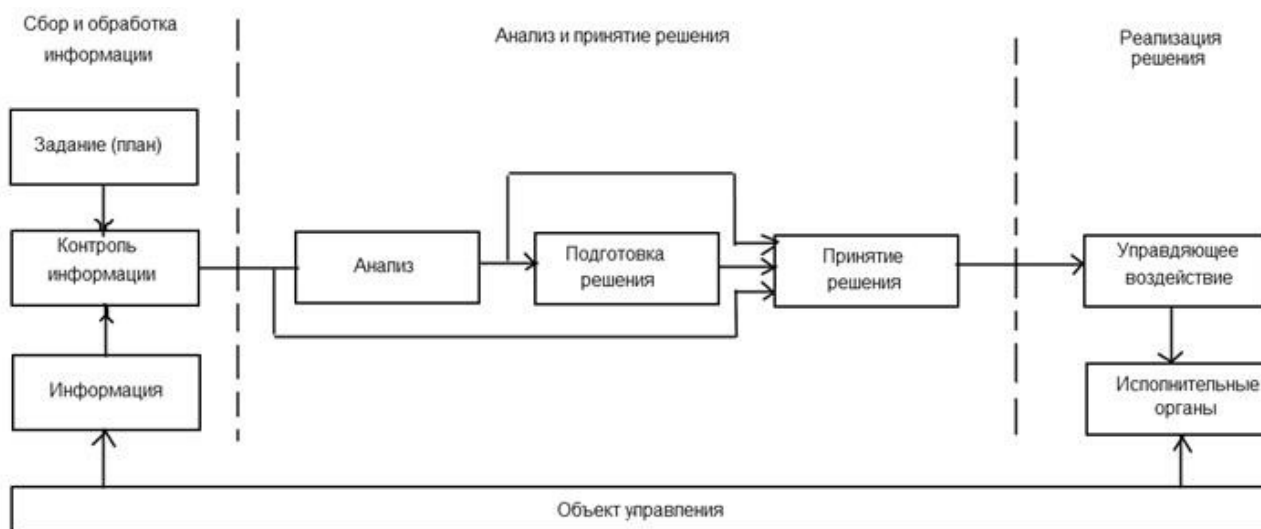 Сбор и обработка
информации
Анализ и принятие решения
Реализация
решения
Задание (план)
Контроль
информации
Анализ
Подготовка
решения
Принятие
решения
Управдяющее
воздействие
Информация
Исполнительные
органы
Объект управления